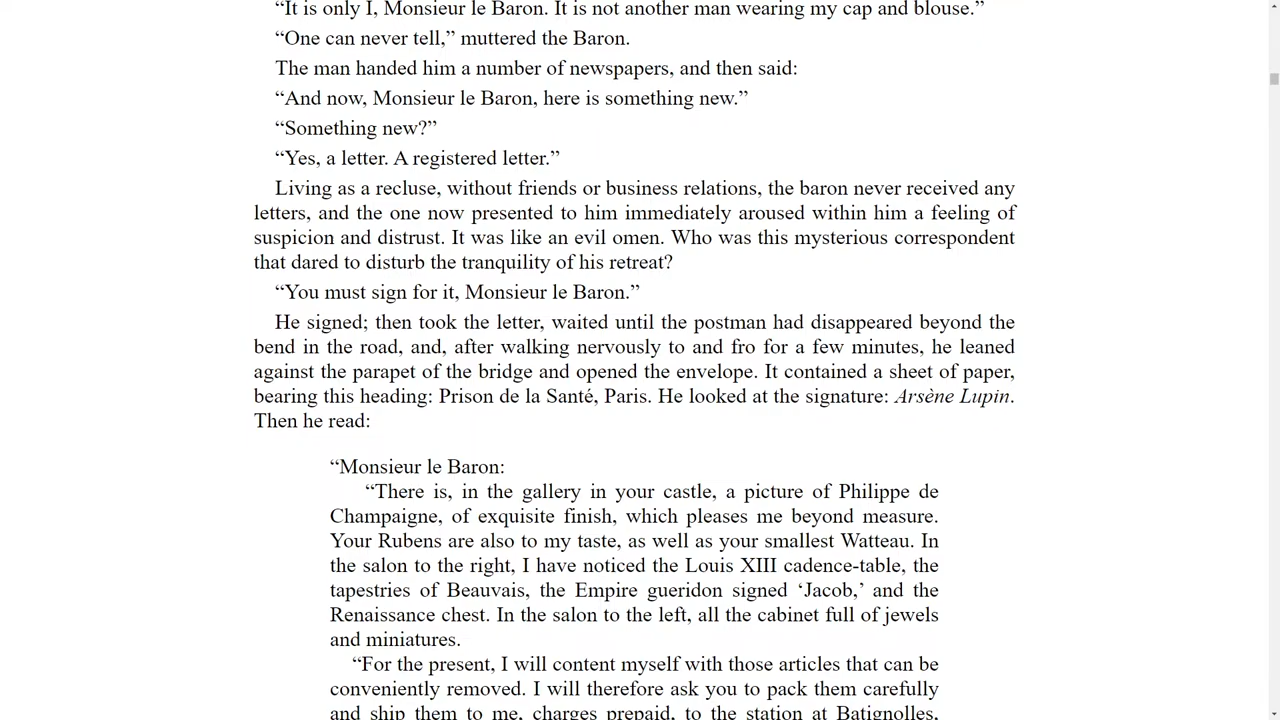 “It is only I, Monsieur le Baron. It is not another man wearing my cap and blouse.”
“One can never tell,” muttered the Baron.
The man handed him a number of newspapers, and then said:
“And now, Monsieur le Baron, here is something new.”
“Something new?”
“Yes, a letter. A registered letter.”
Living as a recluse, without friends or business relations, the baron never received any
letters, and the one now presented to him immediately aroused within him a feeling of
suspicion and distrust. It was like an evil omen. Who was this mysterious correspondent
that dared to disturb the tranquility of his retreat?
“You must sign for it, Monsieur le Baron.”
He signed; then took the letter, waited until the postman had disappeared beyond the
bend in the road, and, after walking nervously to and fro for a few minutes, he leaned
against the parapet of the bridge and opened the envelope. It contained a sheet of paper,
bearing this heading: Prison de la Santé, Paris. He looked at the signature: Arsène Lupin.
Then he read:
“Monsieur le Baron:
“There is, in the gallery in your castle, a picture of Philippe de
Champaigne, of exquisite finish, which pleases me beyond measure.
Your Rubens are also to my taste, as well as your smallest Watteau. In
the salon to the right, I have noticed the Louis XIII cadence-table, the
tapestries of Beauvais, the Empire gueridon signed ‘Jacob,’ and the
Renaissance chest. In the salon to the left, all the cabinet full of jewels
and miniatures.
“For the present, I will content myself with those articles that can be
conveniently removed. I will therefore ask you to pack them carefully
and ship them to me, charges prepaid, to the station at Batignolles,